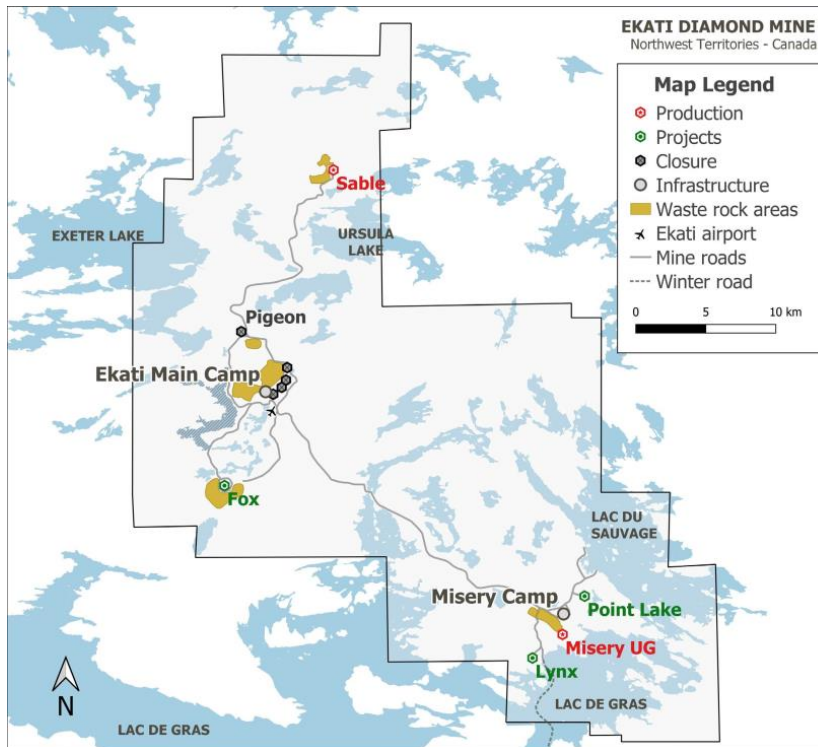 EKATI DIAMOND MINE
Northwest Territories - Canada
Map Legend
Production
Projects
Closure
Infrastructure
Waste rock areas
Ekati airport
Mine roads
Winter road
0 5 10 km
Sable
EXETER LAKE
URSULA
LAKE
Pigeon
Ekati Main Camp
Fox
LAC DU
SAUVAGE
Misery Camp
Point Lake
Misery UG
Lynx
LAC DE GRAS
LAC DE GRAS
N